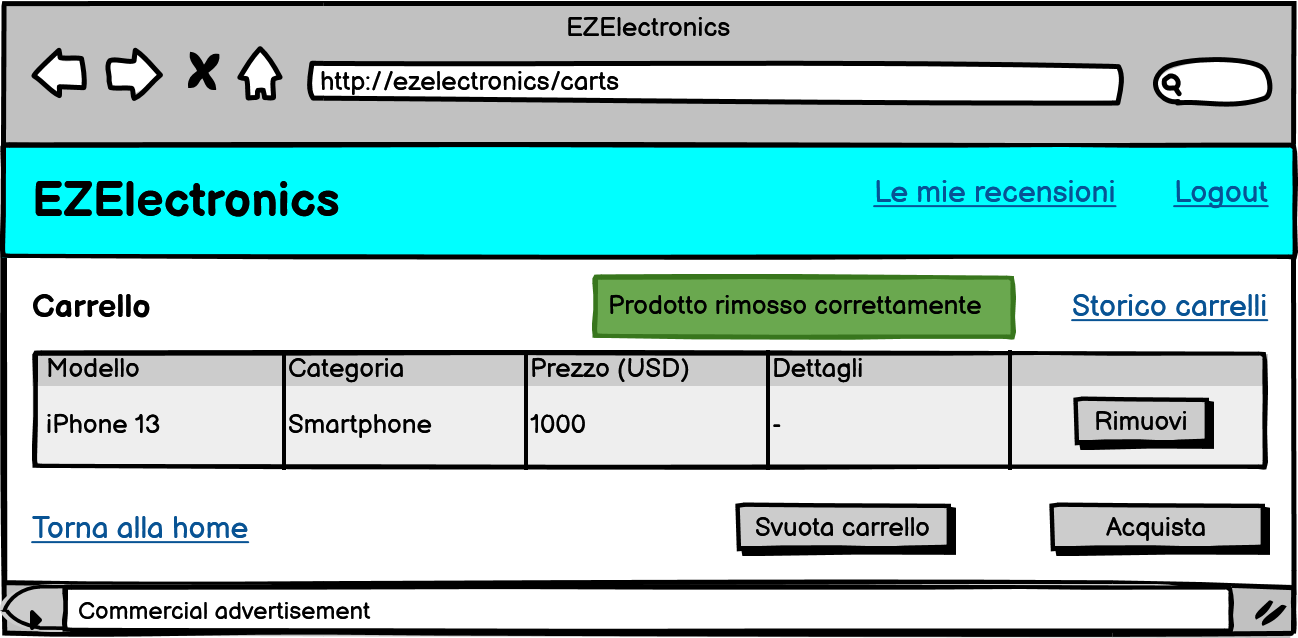 EZElectronics
http://ezelectronics/carts
EZElectronics
Le mie recensioni
Logout
Carrello
Prodotto rimosso correttamente
Storico carrelli
Modello Categoria Prezzo (USD) Dettagli
iPhone 13 Smartphone 1000 - Rimuovi
Torna alla home
Svuota carrello
Acquista
Commercial advertisement